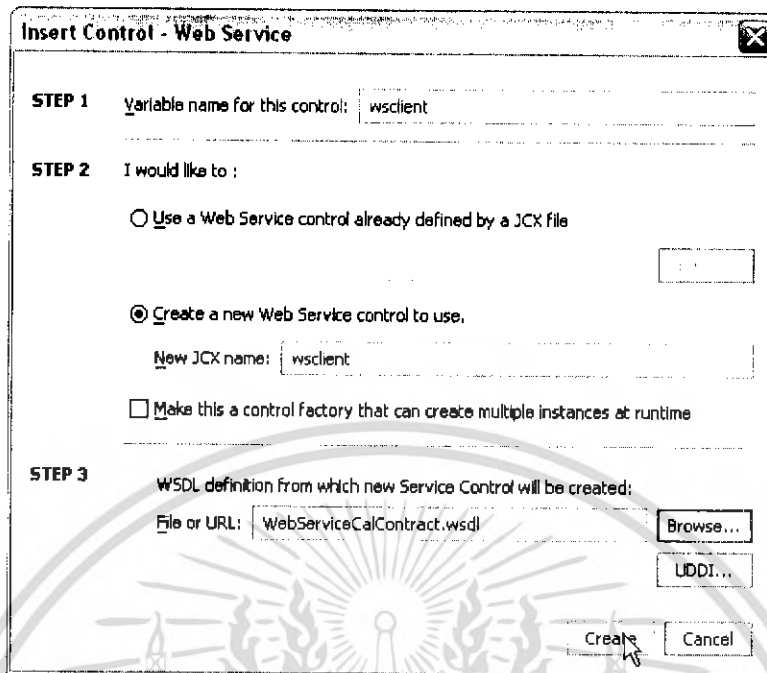 Insert Control - Web Service
STEP 1 Variable name for this control: wsclient
STEP 2 I would like to :
Use a Web Service control already defined by a JCX file
Create a new Web Service control to use.
New JCX name: wsclient
Make this a control factory that can create multiple instances at runtime
STEP 3
WSDL definition from which new Service Control will be created:
File or URL: WebServiceCalContract.wsdl Browse...
UDDI...
Create Cancel